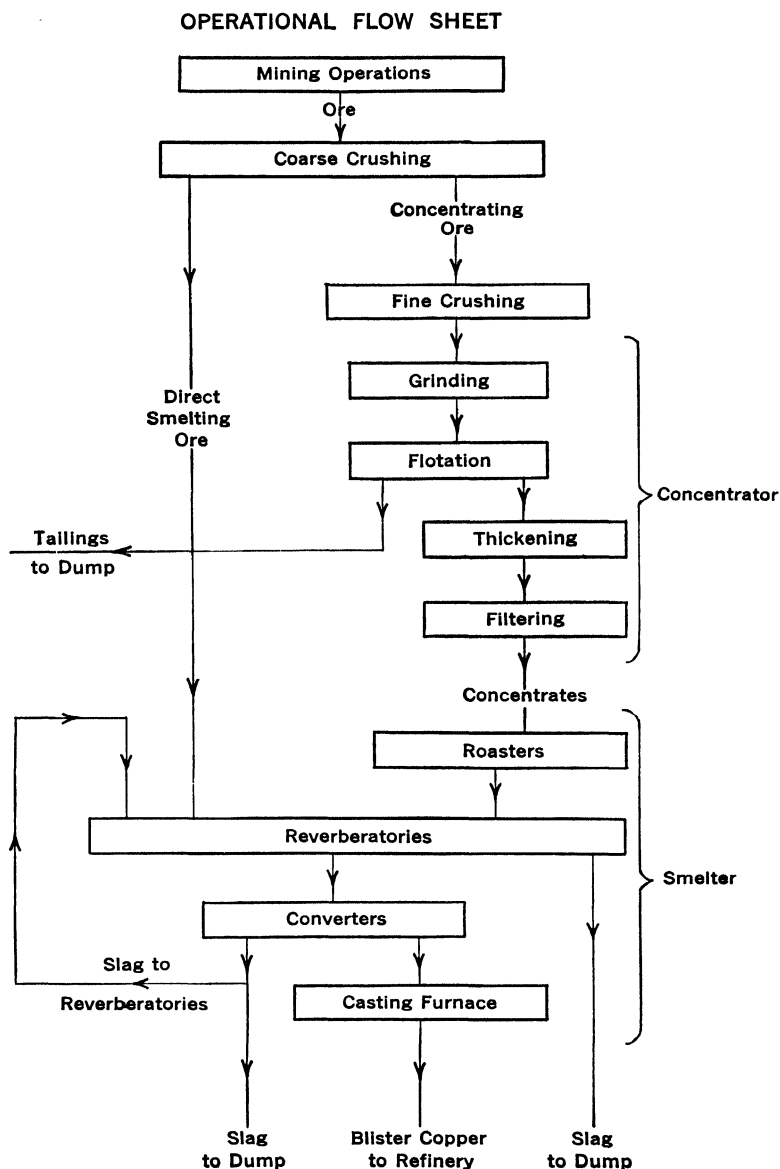 OPERATIONAL FLOW SHEET
Mining Operations
Ore
Coarse Crushing
Concentrating
Ore
Fine Crushing
Grinding
Direct
Smelting
Ore
Flotation
Concentrator
Tailings
to Dump
Thickening
Filtering
Concentrates
Roasters
Reverberatories
Smelter
Converters
Slag to
Reverberatories
Casting Furnace
Slag
to Dump
Blister Copper
to Refinery
Slag
to Dump